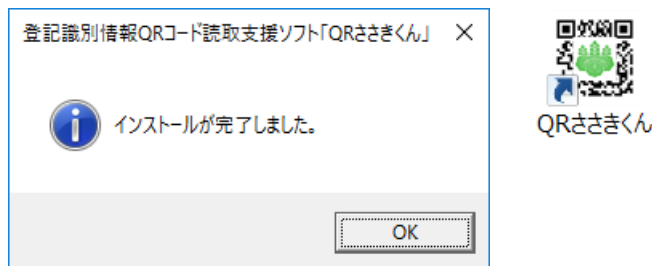 登記識別情報QRコード読取支援ソフト「QRささきくん」
インストールが完了しました。
OK
QRささきくん